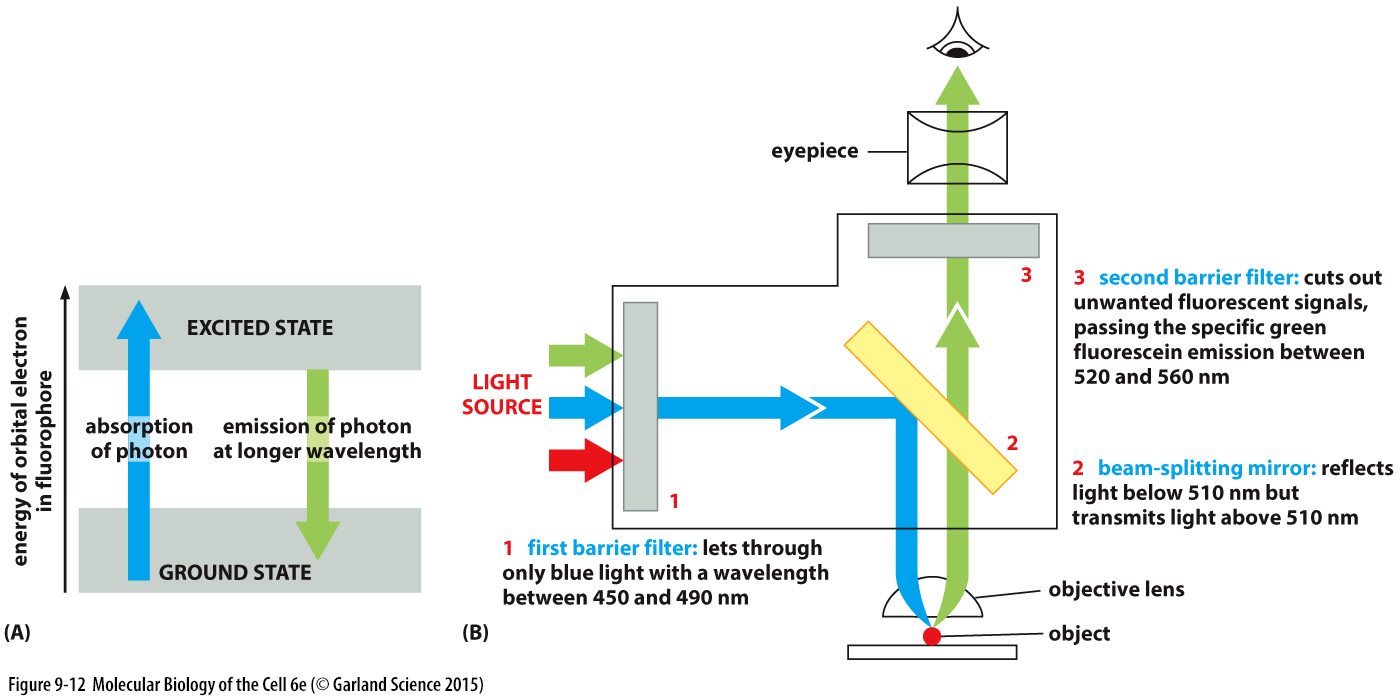 energy of orbital electron
in fluorophore
EXCITED STATE
absorption
of photon
emission of photon
at longer wavelength
GROUND STATE
(A)
eyepiece
LIGHT
SOURCE
1
2
3
3 second barrier filter: cuts out
unwanted fluorescent signals,
passing the specific green
fluorescein emission between
520 and 560 nm
2 beam-splitting mirror: reflects
light below 510 nm but
transmits light above 510 nm
1 first barrier filter: lets through
only blue light with a wavelength
between 450 and 490 nm
objective lens
object
(B)
Figure 9-12 Molecular Biology of the Cell 6e (© Garland Science 2015)